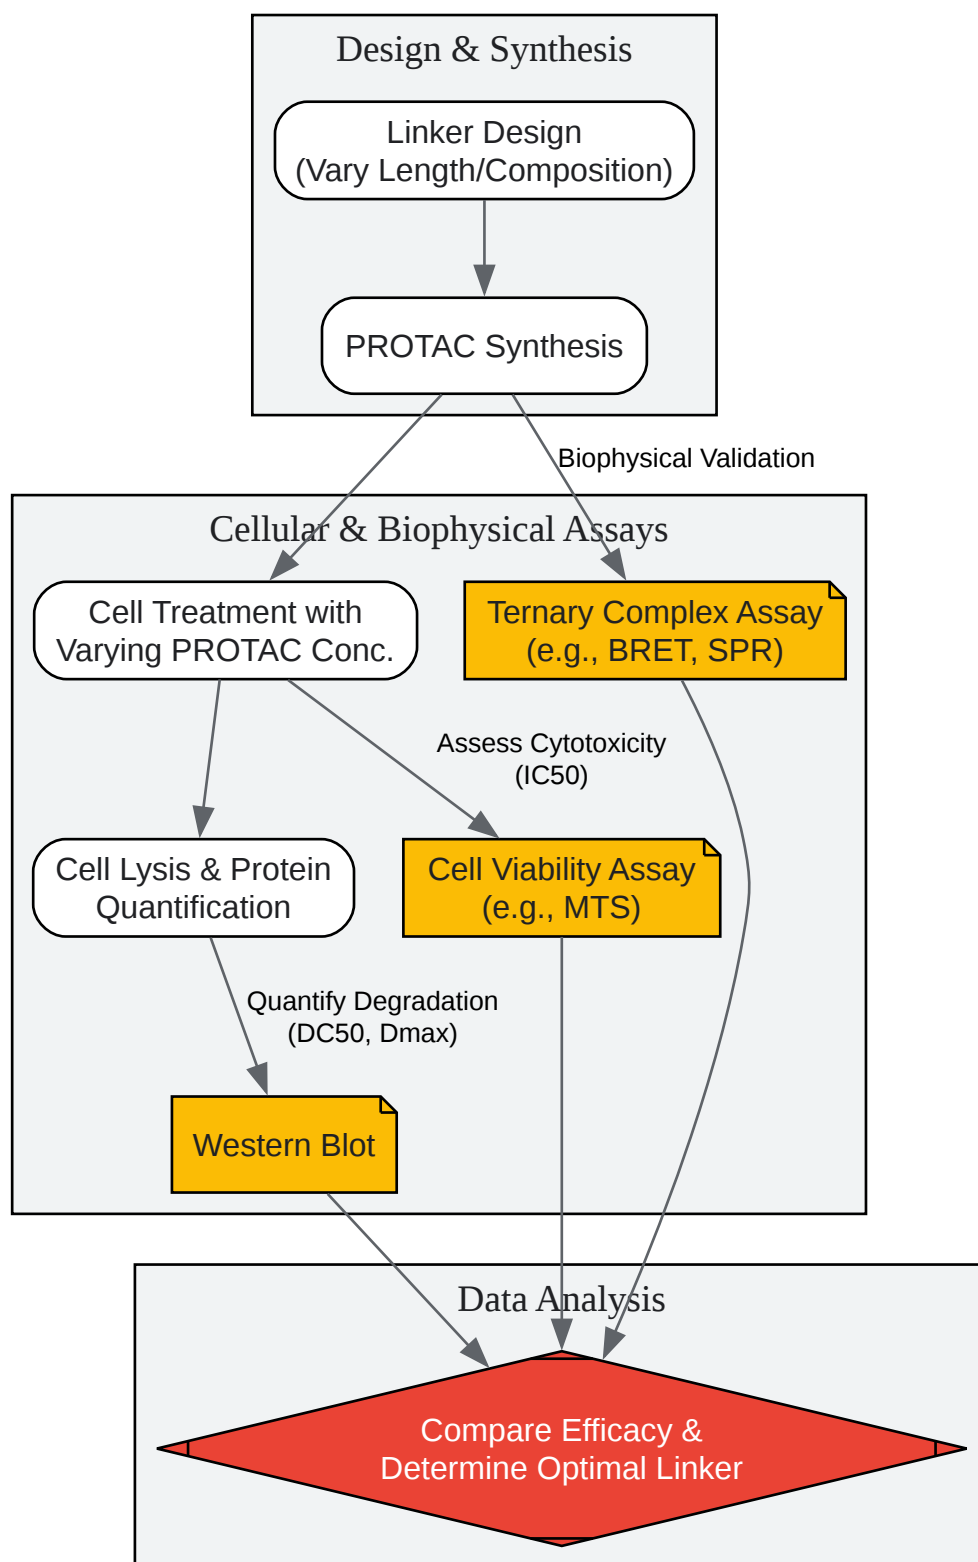 Design & Synthesis
Linker Design
(Vary Length/Composition)
PROTAC Synthesis
Biophysical Validation
Cellular & Biophysical Assays
Cell Treatment with
Varying PROTAC Conc.
Ternary Complex Assay
(e.g., BRET, SPR)
Assess Cytotoxicity
(IC50)
Cell Lysis & Protein
Quantification
Cell Viability Assay
(e.g., MTS)
Quantify Degradation
(DC50, Dmax)
Western Blot
Data Analysis
Compare Efficacy &
Determine Optimal Linker